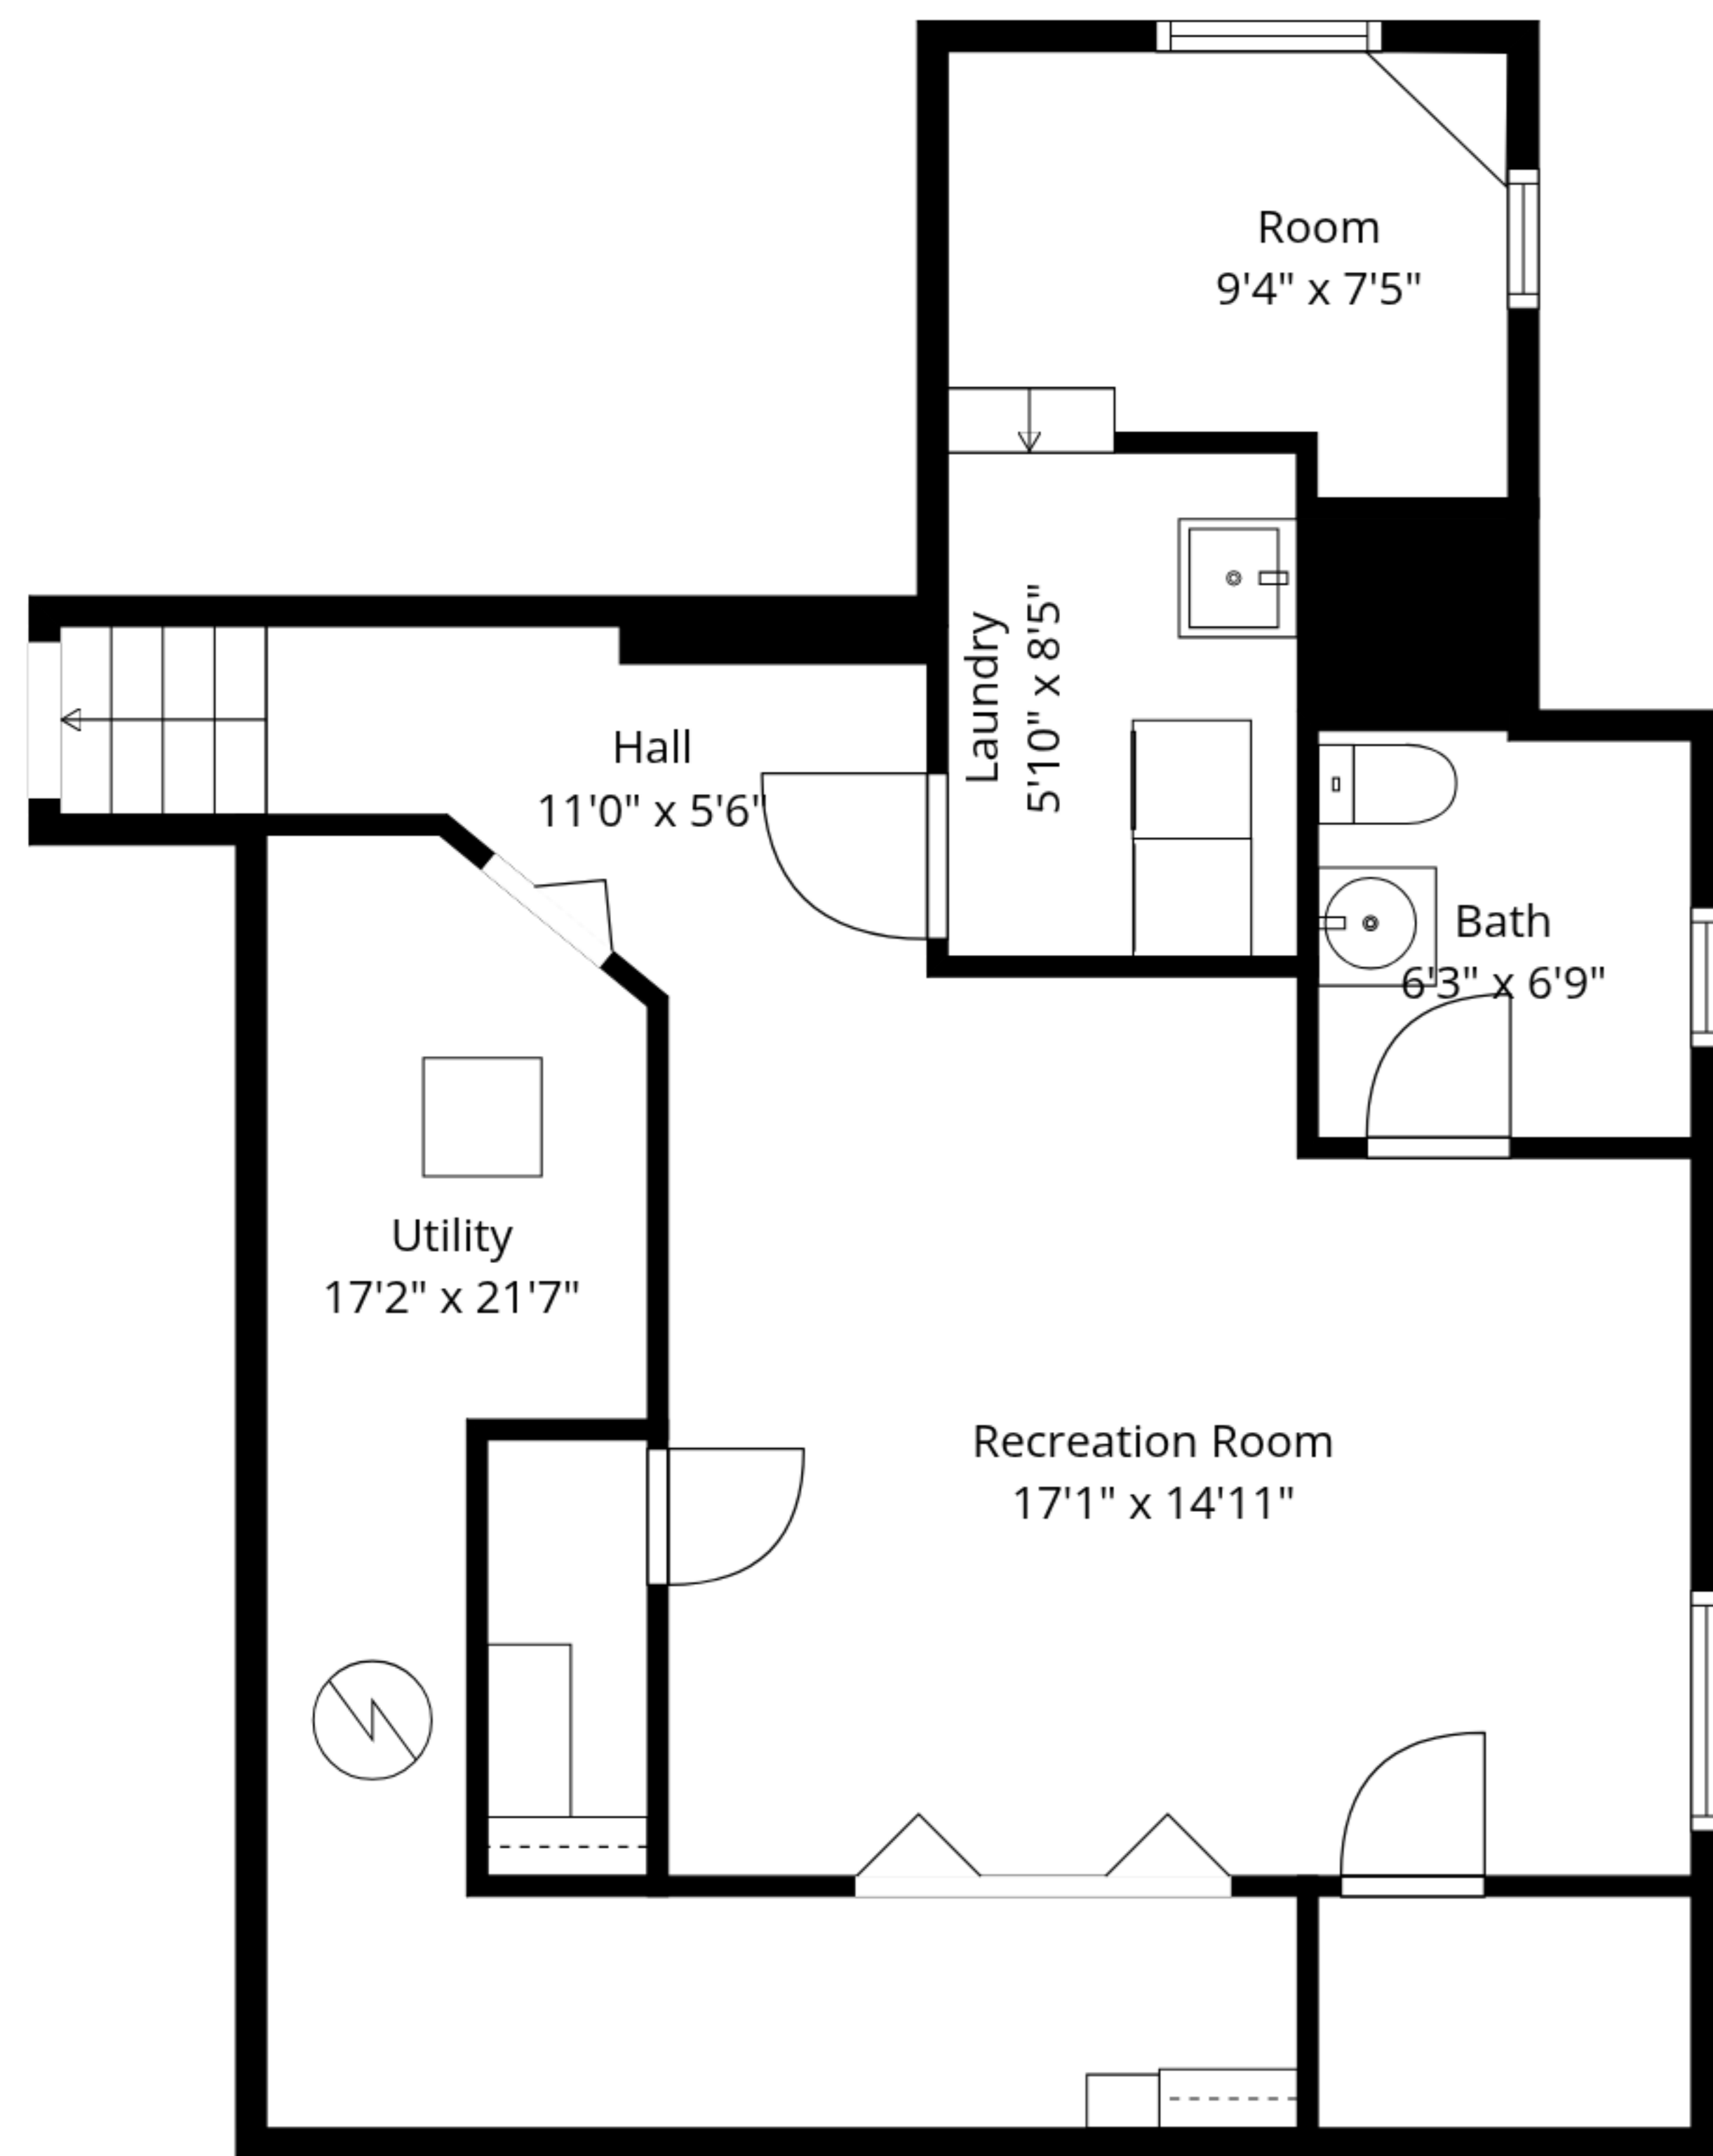 Room
9'4" x 7'5"
Laundry
5'10" x 8'5"
Hall
11'0" x 5'6"
Bath
6'3" x 6'9"
Utility
17'2" x 21'7"
Recreation Room
17'1" x 14'11"